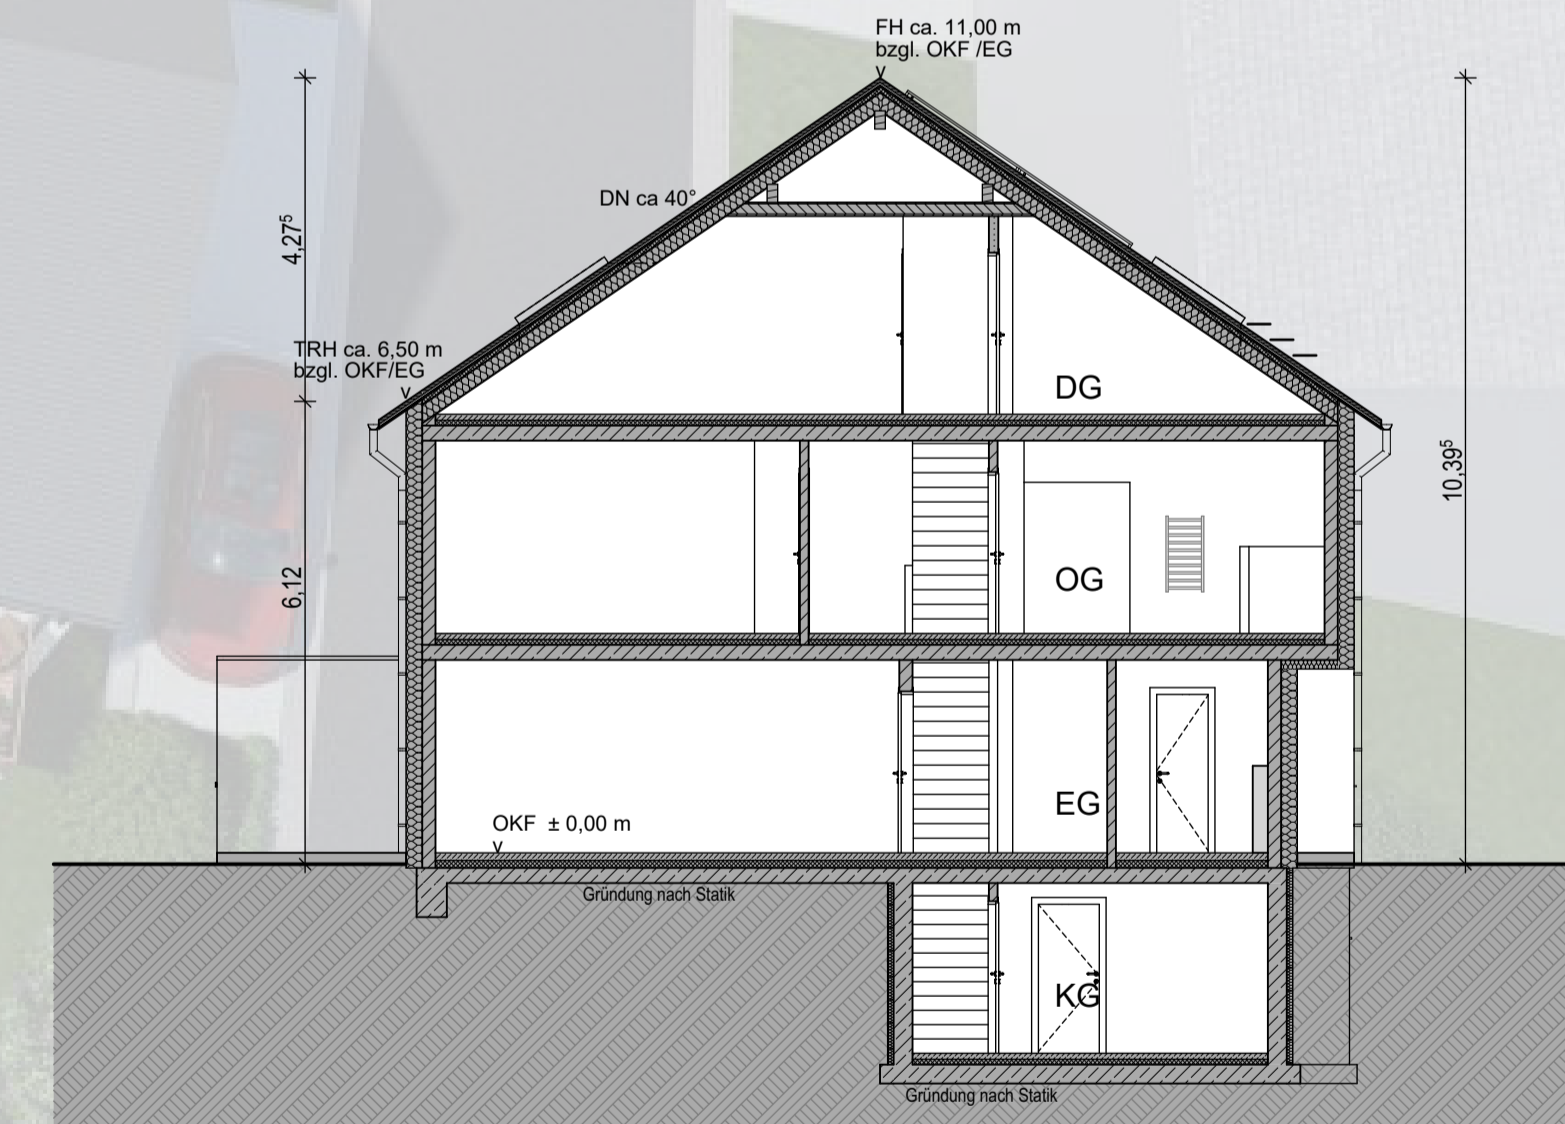 FH ca. 11,00 m
bzgl. OKF /EG
DN ca 40°
4,27⁵
TRH ca. 6,50 m
bzgl. OKF/EG
DG
10,39⁵
6,12
OG
EG
OKF ± 0,00 m
Gründung nach Statik
KG
Gründung nach Statik